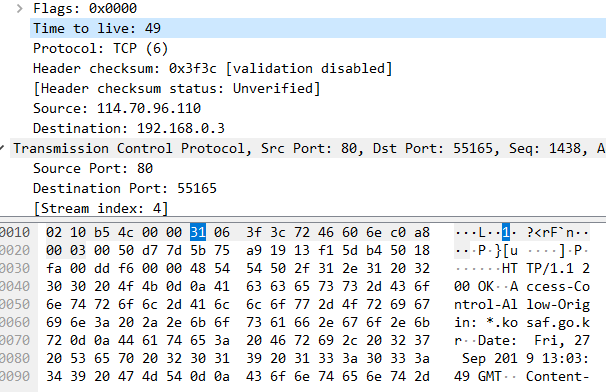 Flags: 0x0000
Time to live: 49
Protocol: TCP (6)
Header checksum: 0x3f3c [validation disabled]
[Header checksum status: Unverified]
Source: 114.70.96.110
Destination: 192.168.0.3
Transmission Control Protocol, Src Port: 80, Dst Port: 55165, Seq: 1438, A
Source Port: 80
Destination Port: 55165
[Stream index: 4]
0010 02 10 b5 4c 00 00 31 06 3f 3c 72 46 60 6e c0 a8 ···L··1· ?<rF`n··
0020 00 03 00 50 d7 7d 5b 75 a9 19 13 f1 5d b4 50 18 ···P·}[u ····]·P·
0030 fa 00 dd f6 00 00 48 54 54 50 2f 31 2e 31 20 32 ······HT TP/1.1 2
0040 30 30 20 4f 4b 0d 0a 41 63 63 65 73 73 2d 43 6f 00 OK··A ccess-Co
0050 6e 74 72 6f 6c 2d 41 6c 6c 6f 77 2d 4f 72 69 67 ntrol-Al low-Orig
0060 69 6e 3a 20 2a 2e 6b 6f 73 61 66 2e 67 6f 2e 6b in: *.ko saf.go.k
0070 72 0d 0a 44 61 74 65 3a 20 46 72 69 2c 20 32 37 r··Date: Fri, 27
0080 20 53 65 70 20 32 30 31 39 20 31 33 3a 30 33 3a Sep 201 9 13:03:
0090 34 39 20 47 4d 54 0d 0a 43 6f 6e 74 65 6e 74 2d 49 GMT·· Content-